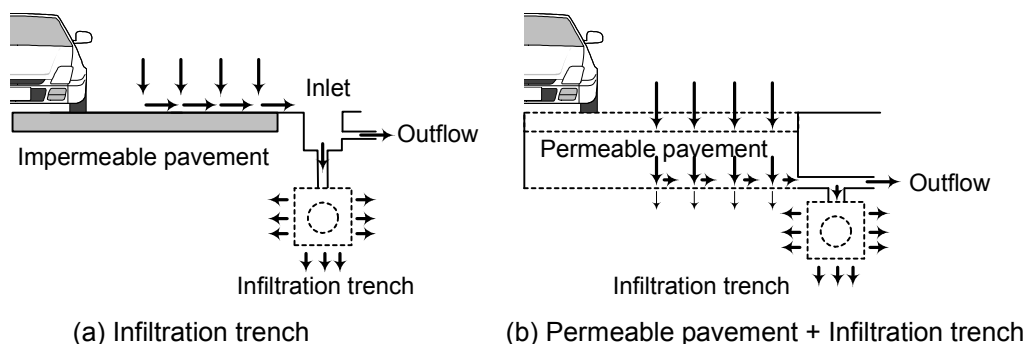 Inlet
Outflow
Impermeable pavement
Infiltration trench
(a) Infiltration trench
Permeable pavement
Outflow
Infiltration trench
(b) Permeable pavement + Infiltration trench